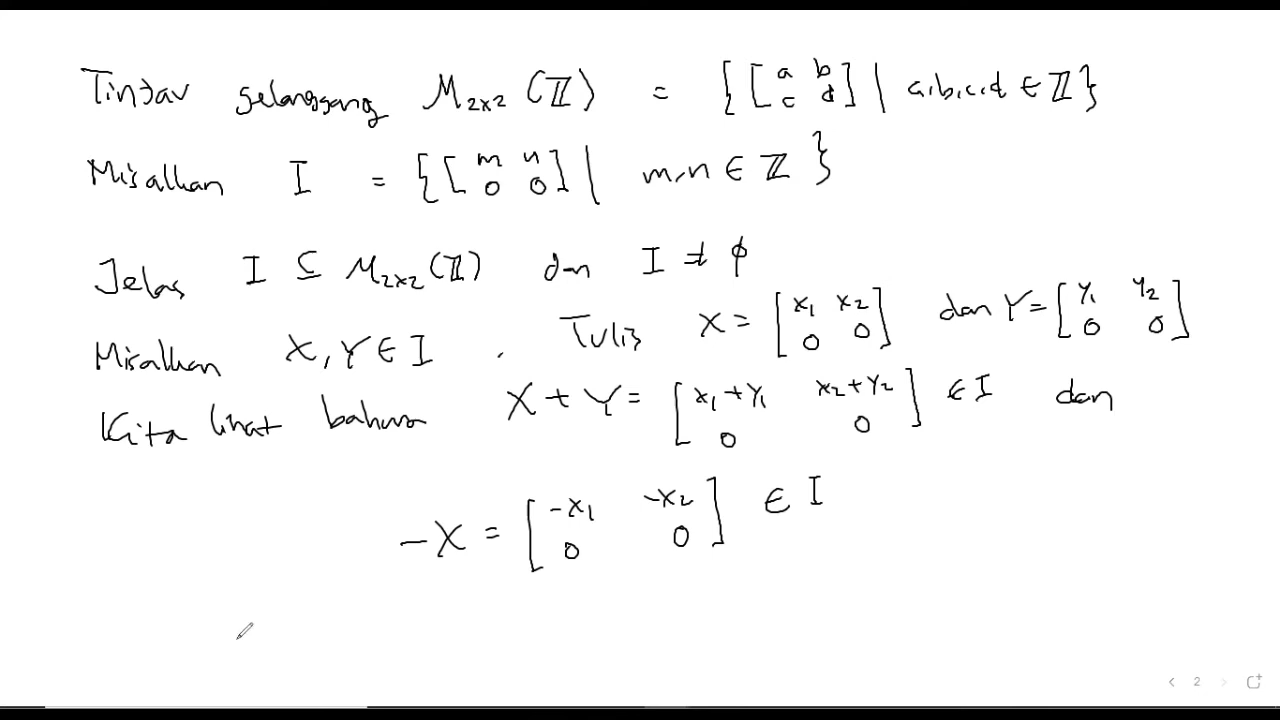 Tinjau gelanggang M₂ₓ₂(ℤ) = {[a b; c d] | a,b,c,d ∈ ℤ}
Misalkan I = {[m n; 0 0] | m,n ∈ ℤ}
Jelas I ⊆ M₂ₓ₂(ℤ) dan I ≠ ϕ
Misalkan X, Y ∈ I. Tulis X = [x₁ x₂; 0 0] dan Y = [y₁ y₂; 0 0]
Kita lihat bahwa X + Y = [x₁+y₁ x₂+y₂; 0 0] ∈ I dan
-X = [-x₁ -x₂; 0 0] ∈ I
2